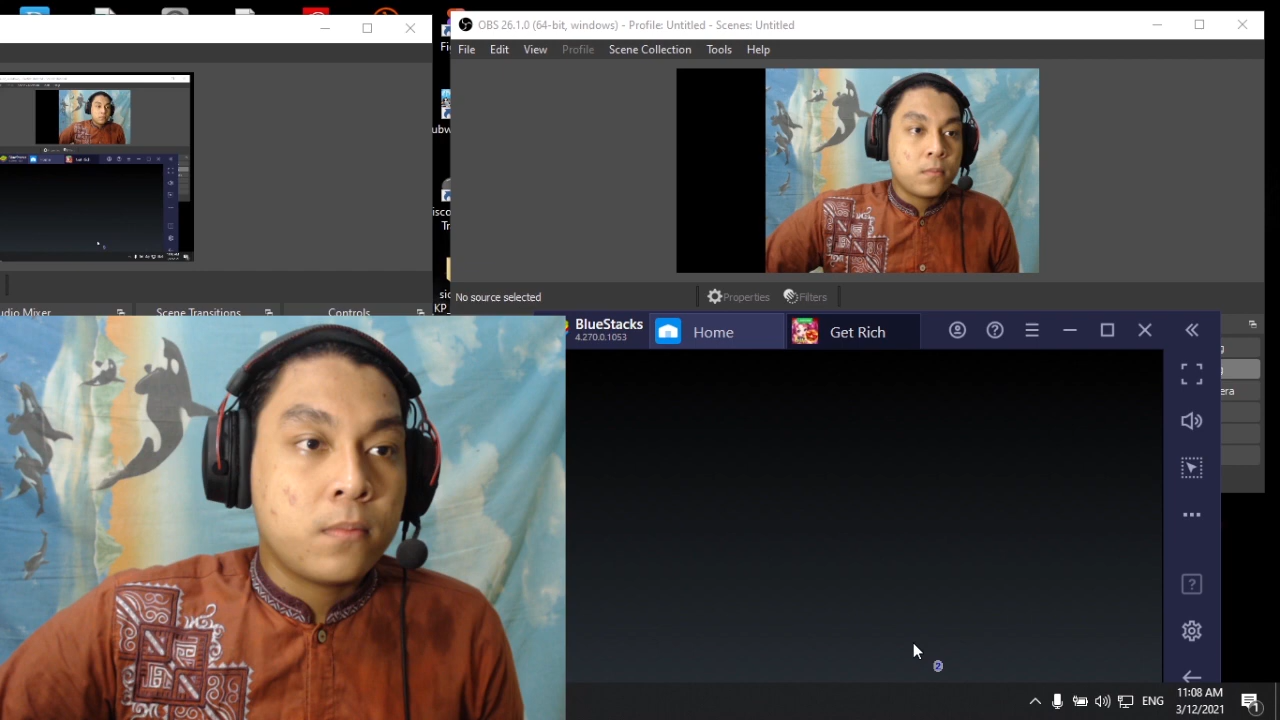 OBS 26.1.0 (64-bit, windows) - Profile: Untitled - Scenes: Untitled
File Edit View Profile Scene Collection Tools Help
No source selected
Properties Filters
Scene Transitions
Controls
BlueStacks
4.270.0.1053
Home
Get Rich
ENG
11:08 AM
3/12/2021
1